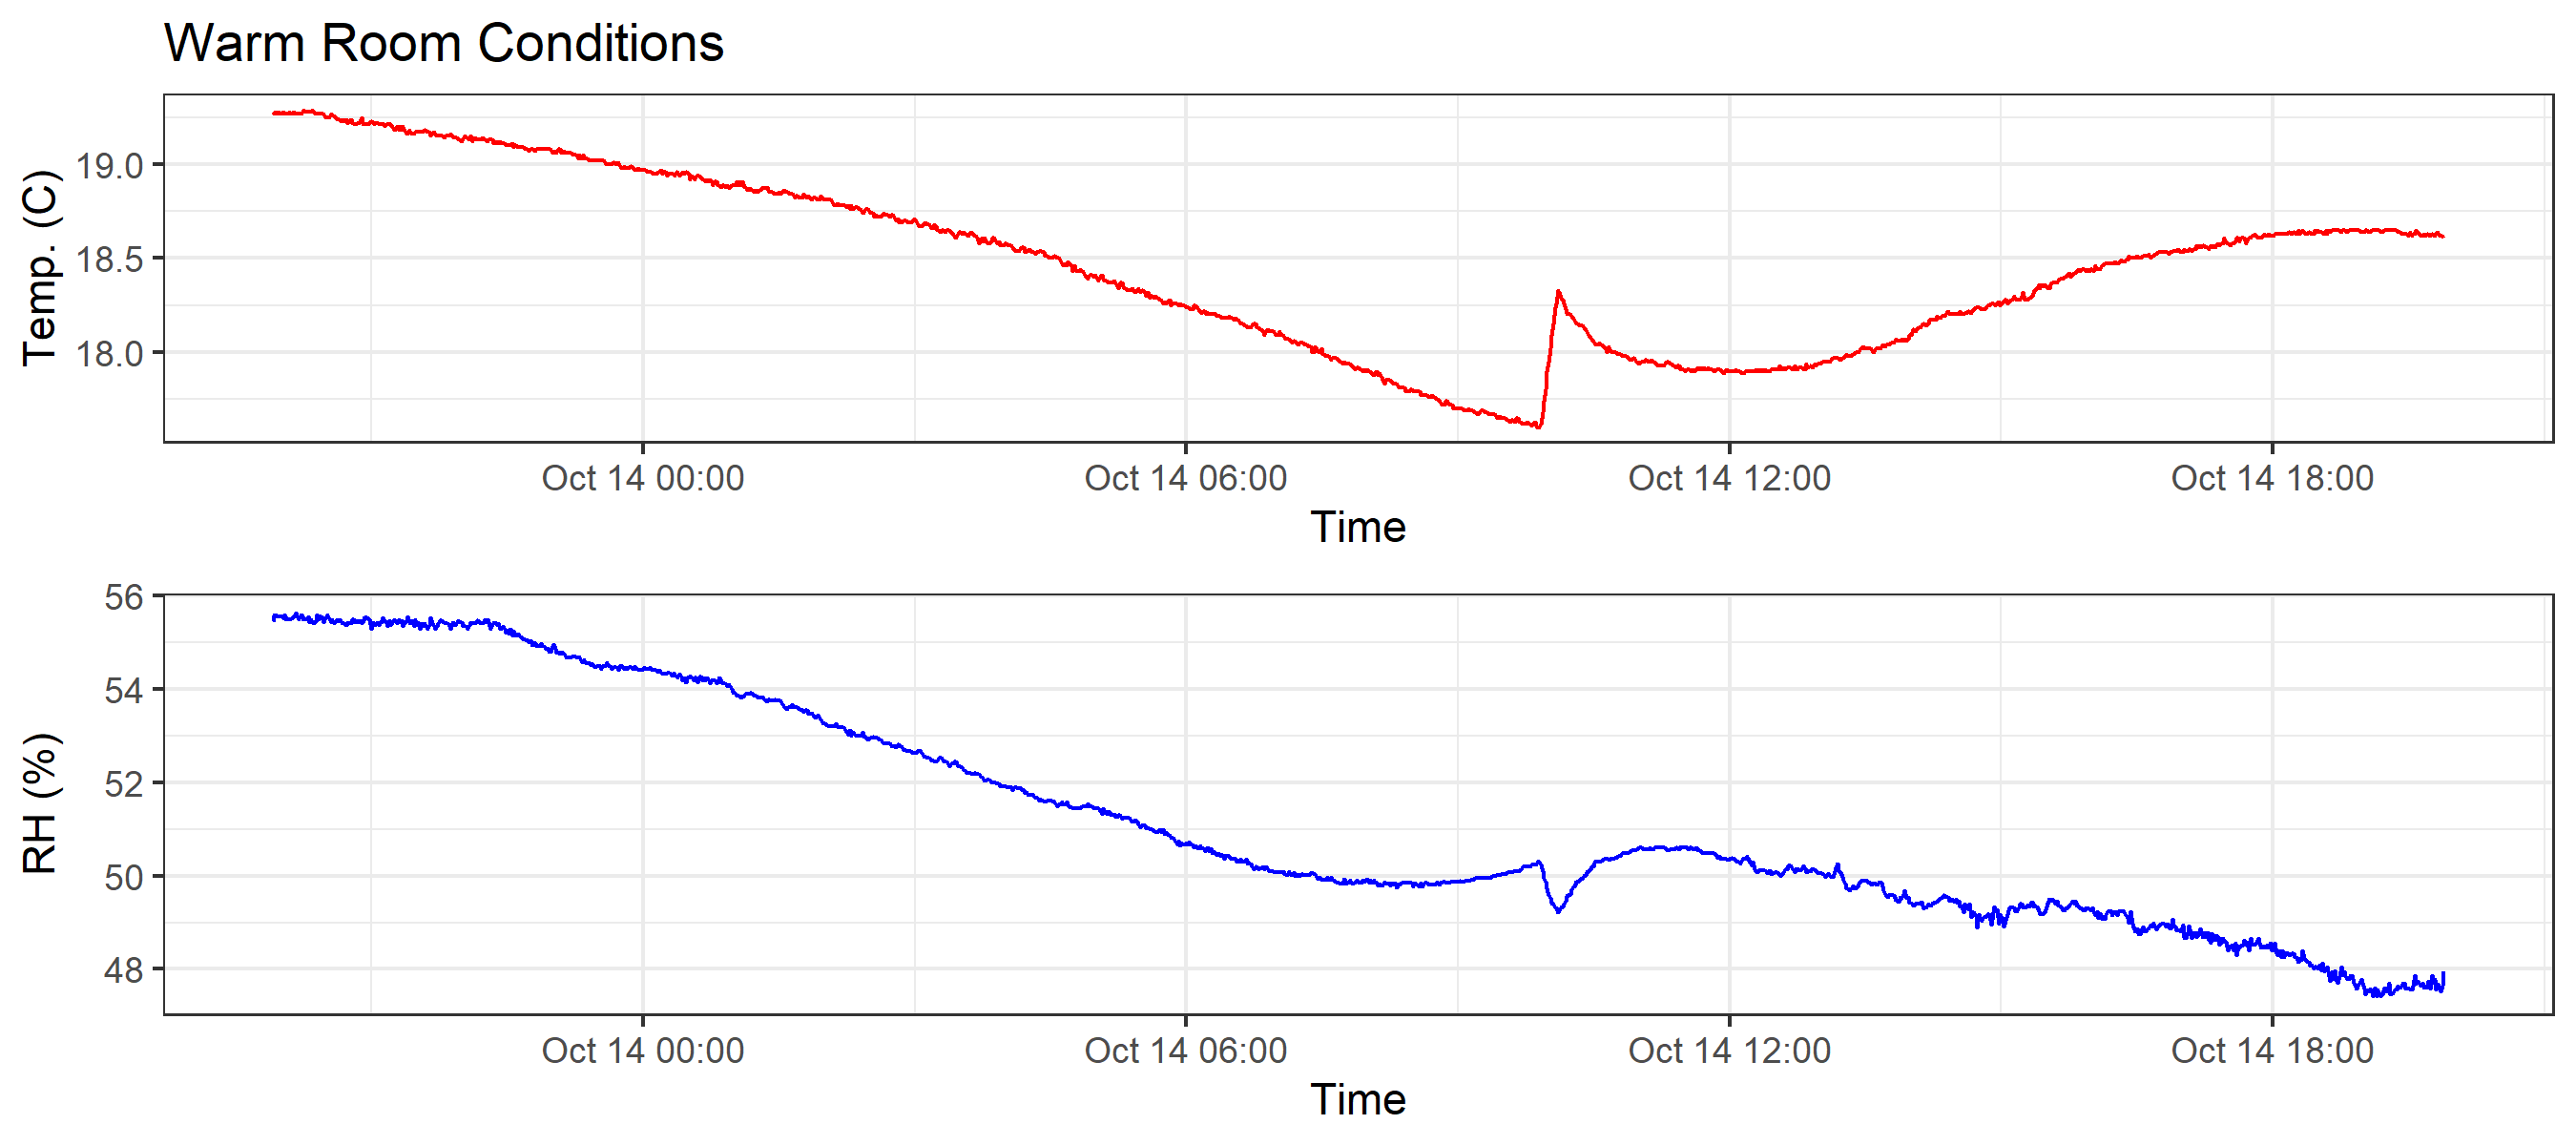 Warm Room Conditions
Temp. (C)
19.0
18.5
18.0
Oct 14 00:00 Oct 14 06:00 Oct 14 12:00 Oct 14 18:00
Time
RH (%)
56
54
52
50
48
Oct 14 00:00 Oct 14 06:00 Oct 14 12:00 Oct 14 18:00
Time